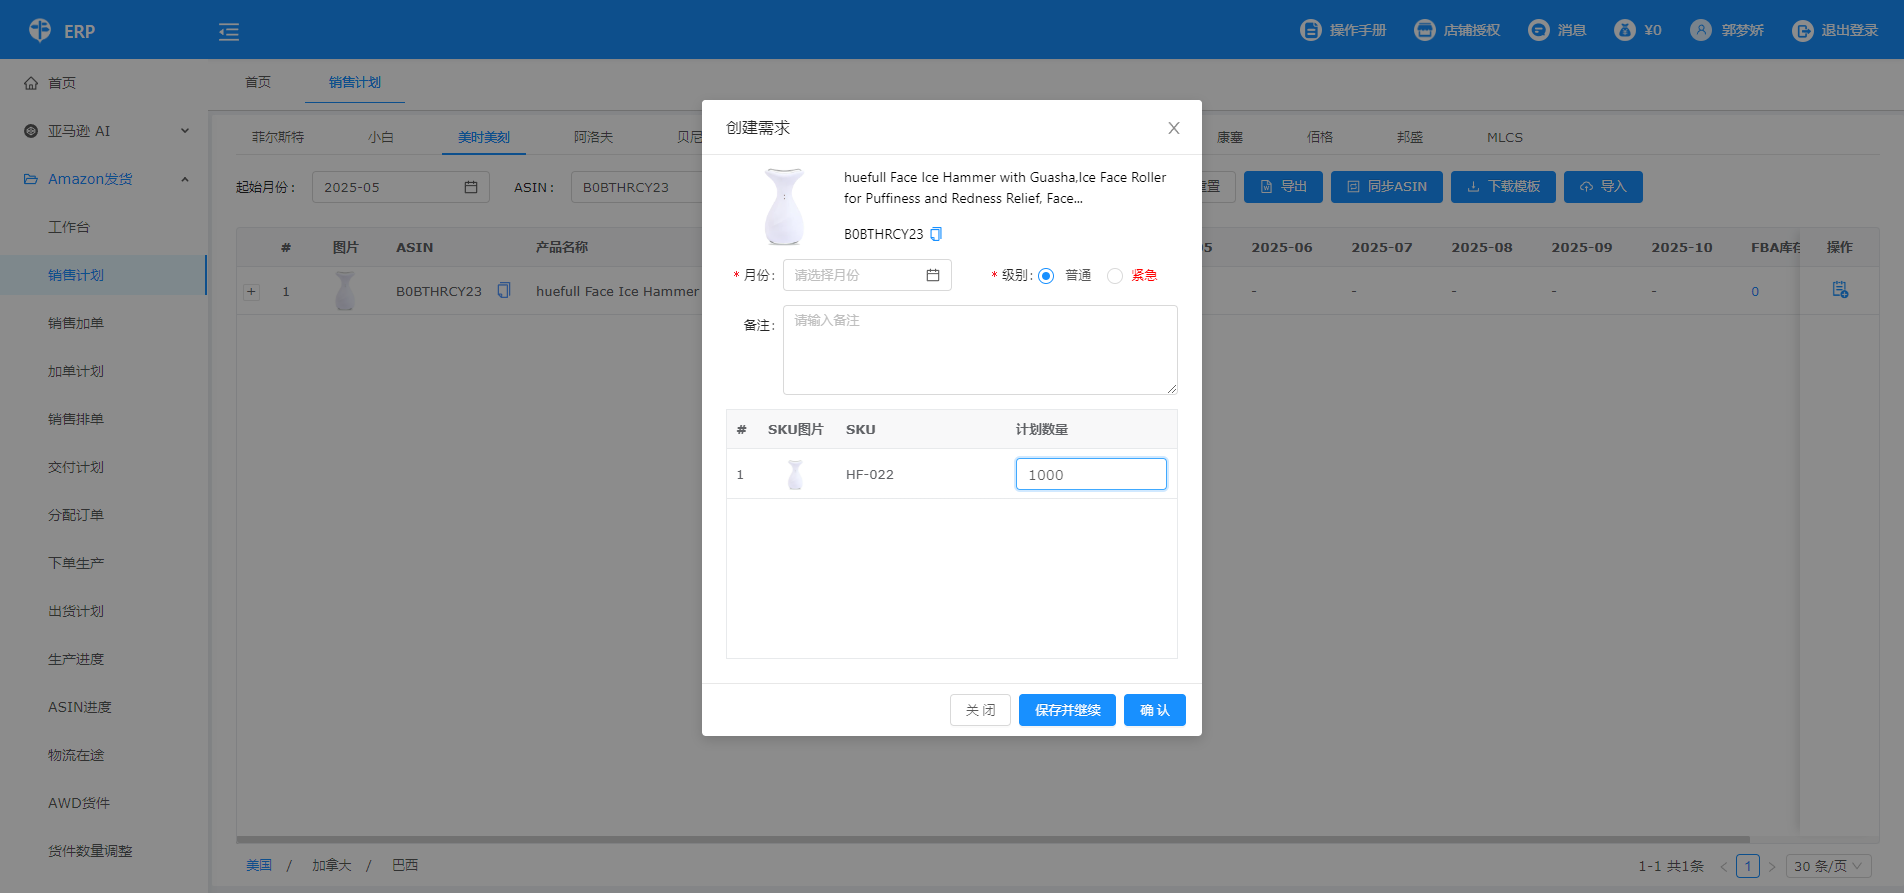 ERP
操作手册
店铺授权
消息
¥0
郭梦娇
退出登录
首页
亚马逊 AI
Amazon发货
工作台
销售计划
销售加单
加单计划
销售排单
交付计划
分配订单
下单生产
出货计划
生产进度
ASIN进度
物流在途
AWD货件
货件数量调整
首页 销售计划
菲尔斯特 小白 美时美刻 阿洛夫 贝尼 康塞 佰格 邦盛 MLCS
起始月份： 2025-05 ASIN： B0BTHRCY23 置 导出 同步ASIN 下载模板 导入
# 图片 ASIN 产品名称 5 2025-06 2025-07 2025-08 2025-09 2025-10 FBA库存 操作
+ 1 B0BTHRCY23 huefull Face Ice Hammer - - - - - 0
创建需求
huefull Face Ice Hammer with Guasha,Ice Face Roller
for Puffiness and Redness Relief, Face...
B0BTHRCY23
* 月份： 请选择月份 * 级别： 普通 紧急
备注： 请输入备注
# SKU图片 SKU 计划数量
1 HF-022 1000
关 闭 保存并继续 确 认
美国 / 加拿大 / 巴西
1-1 共1条 < 1 > 30 条/页